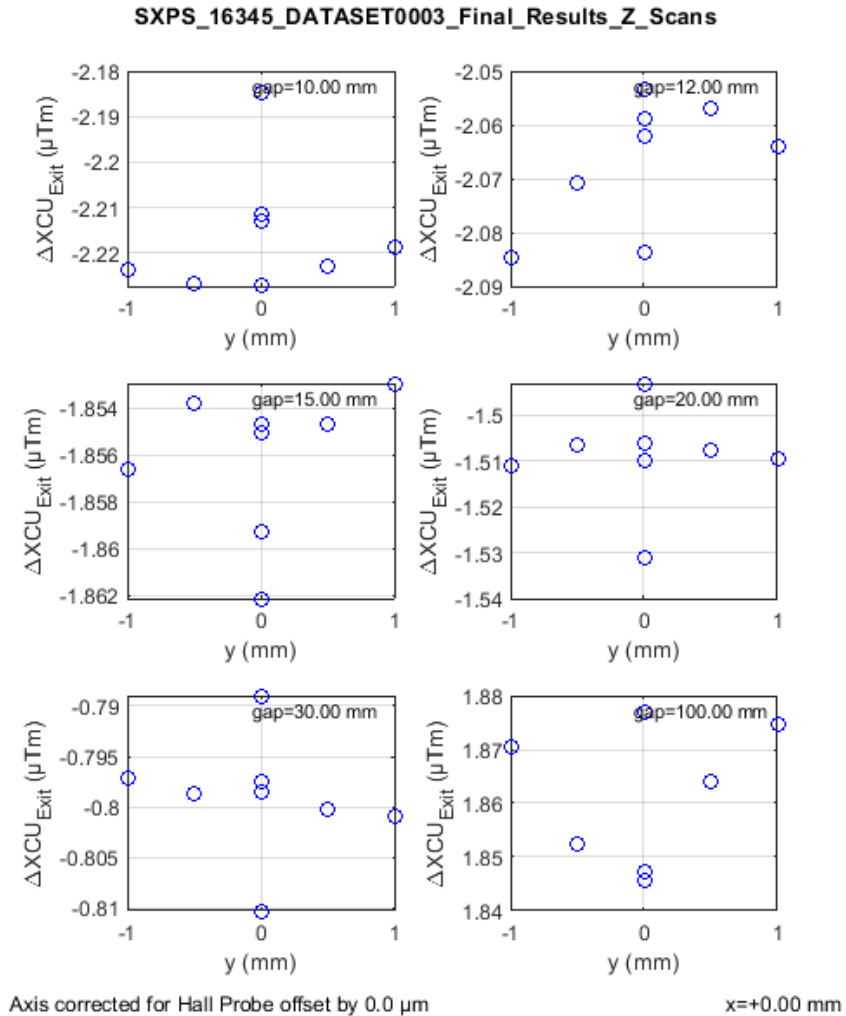 SXPS_16345_DATASET0003_Final_Results_Z_Scans
-2.18
-2.19
-2.2
-2.21
-2.22
ΔXCU_Exit (μTm)
gap=10.00 mm
-1 0 1
y (mm)
-2.05
-2.06
-2.07
-2.08
-2.09
ΔXCU_Exit (μTm)
gap=12.00 mm
-1 0 1
y (mm)
-1.854
-1.856
-1.858
-1.86
-1.862
ΔXCU_Exit (μTm)
gap=15.00 mm
-1 0 1
y (mm)
-1.5
-1.51
-1.52
-1.53
-1.54
ΔXCU_Exit (μTm)
gap=20.00 mm
-1 0 1
y (mm)
-0.79
-0.795
-0.8
-0.805
-0.81
ΔXCU_Exit (μTm)
gap=30.00 mm
-1 0 1
y (mm)
1.88
1.87
1.86
1.85
1.84
ΔXCU_Exit (μTm)
gap=100.00 mm
-1 0 1
y (mm)
Axis corrected for Hall Probe offset by 0.0 μm
x=+0.00 mm